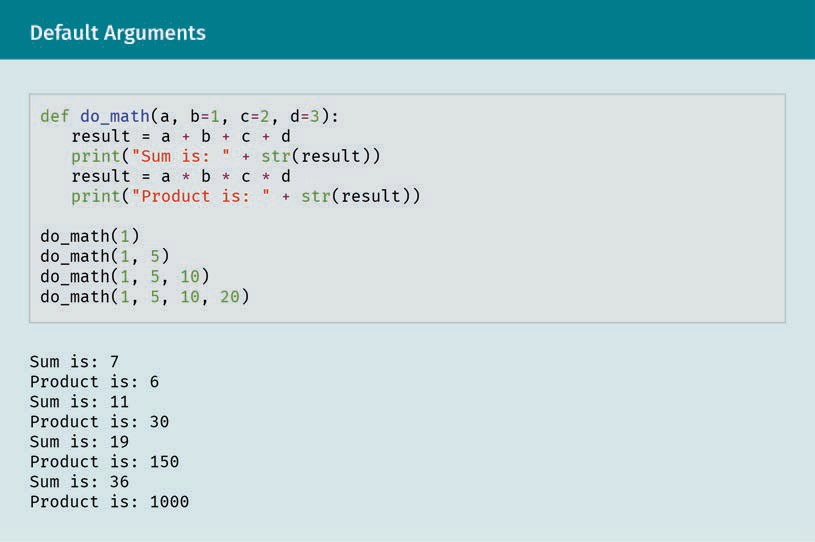 Default Arguments
def do_math(a, b=1, c=2, d=3):
   result = a + b + c + d
   print("Sum is: " + str(result))
   result = a * b * c * d
   print("Product is: " + str(result))

do_math(1)
do_math(1, 5)
do_math(1, 5, 10)
do_math(1, 5, 10, 20)
Sum is: 7
Product is: 6
Sum is: 11
Product is: 30
Sum is: 19
Product is: 150
Sum is: 36
Product is: 1000